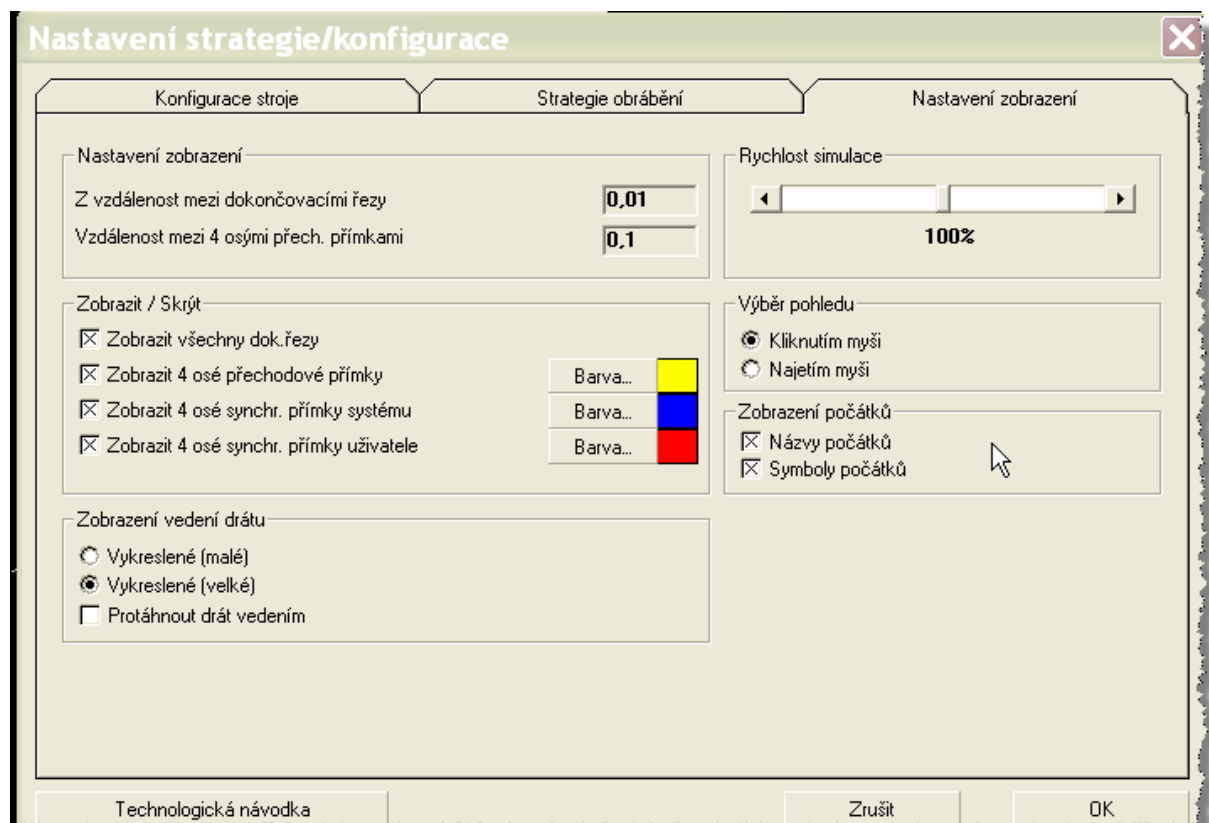 Nastavení strategie/konfigurace
Konfigurace stroje
Strategie obrábění
Nastavení zobrazení
Nastavení zobrazení
Z vzdálenost mezi dokončovacími řezy 0,01
Vzdálenost mezi 4 osými přech. přímkami 0,1
Rychlost simulace
100%
Zobrazit / Skrýt
Zobrazit všechny dok.řezy
Zobrazit 4 osé přechodové přímky Barva...
Zobrazit 4 osé synchr. přímky systému Barva...
Zobrazit 4 osé synchr. přímky uživatele Barva...
Výběr pohledu
Kliknutím myši
Najetím myši
Zobrazení počátků
Názvy počátků
Symboly počátků
Zobrazení vedení drátu
Vykreslené (malé)
Vykreslené (velké)
Protáhnout drát vedením
Technologická návodka
Zrušit
OK